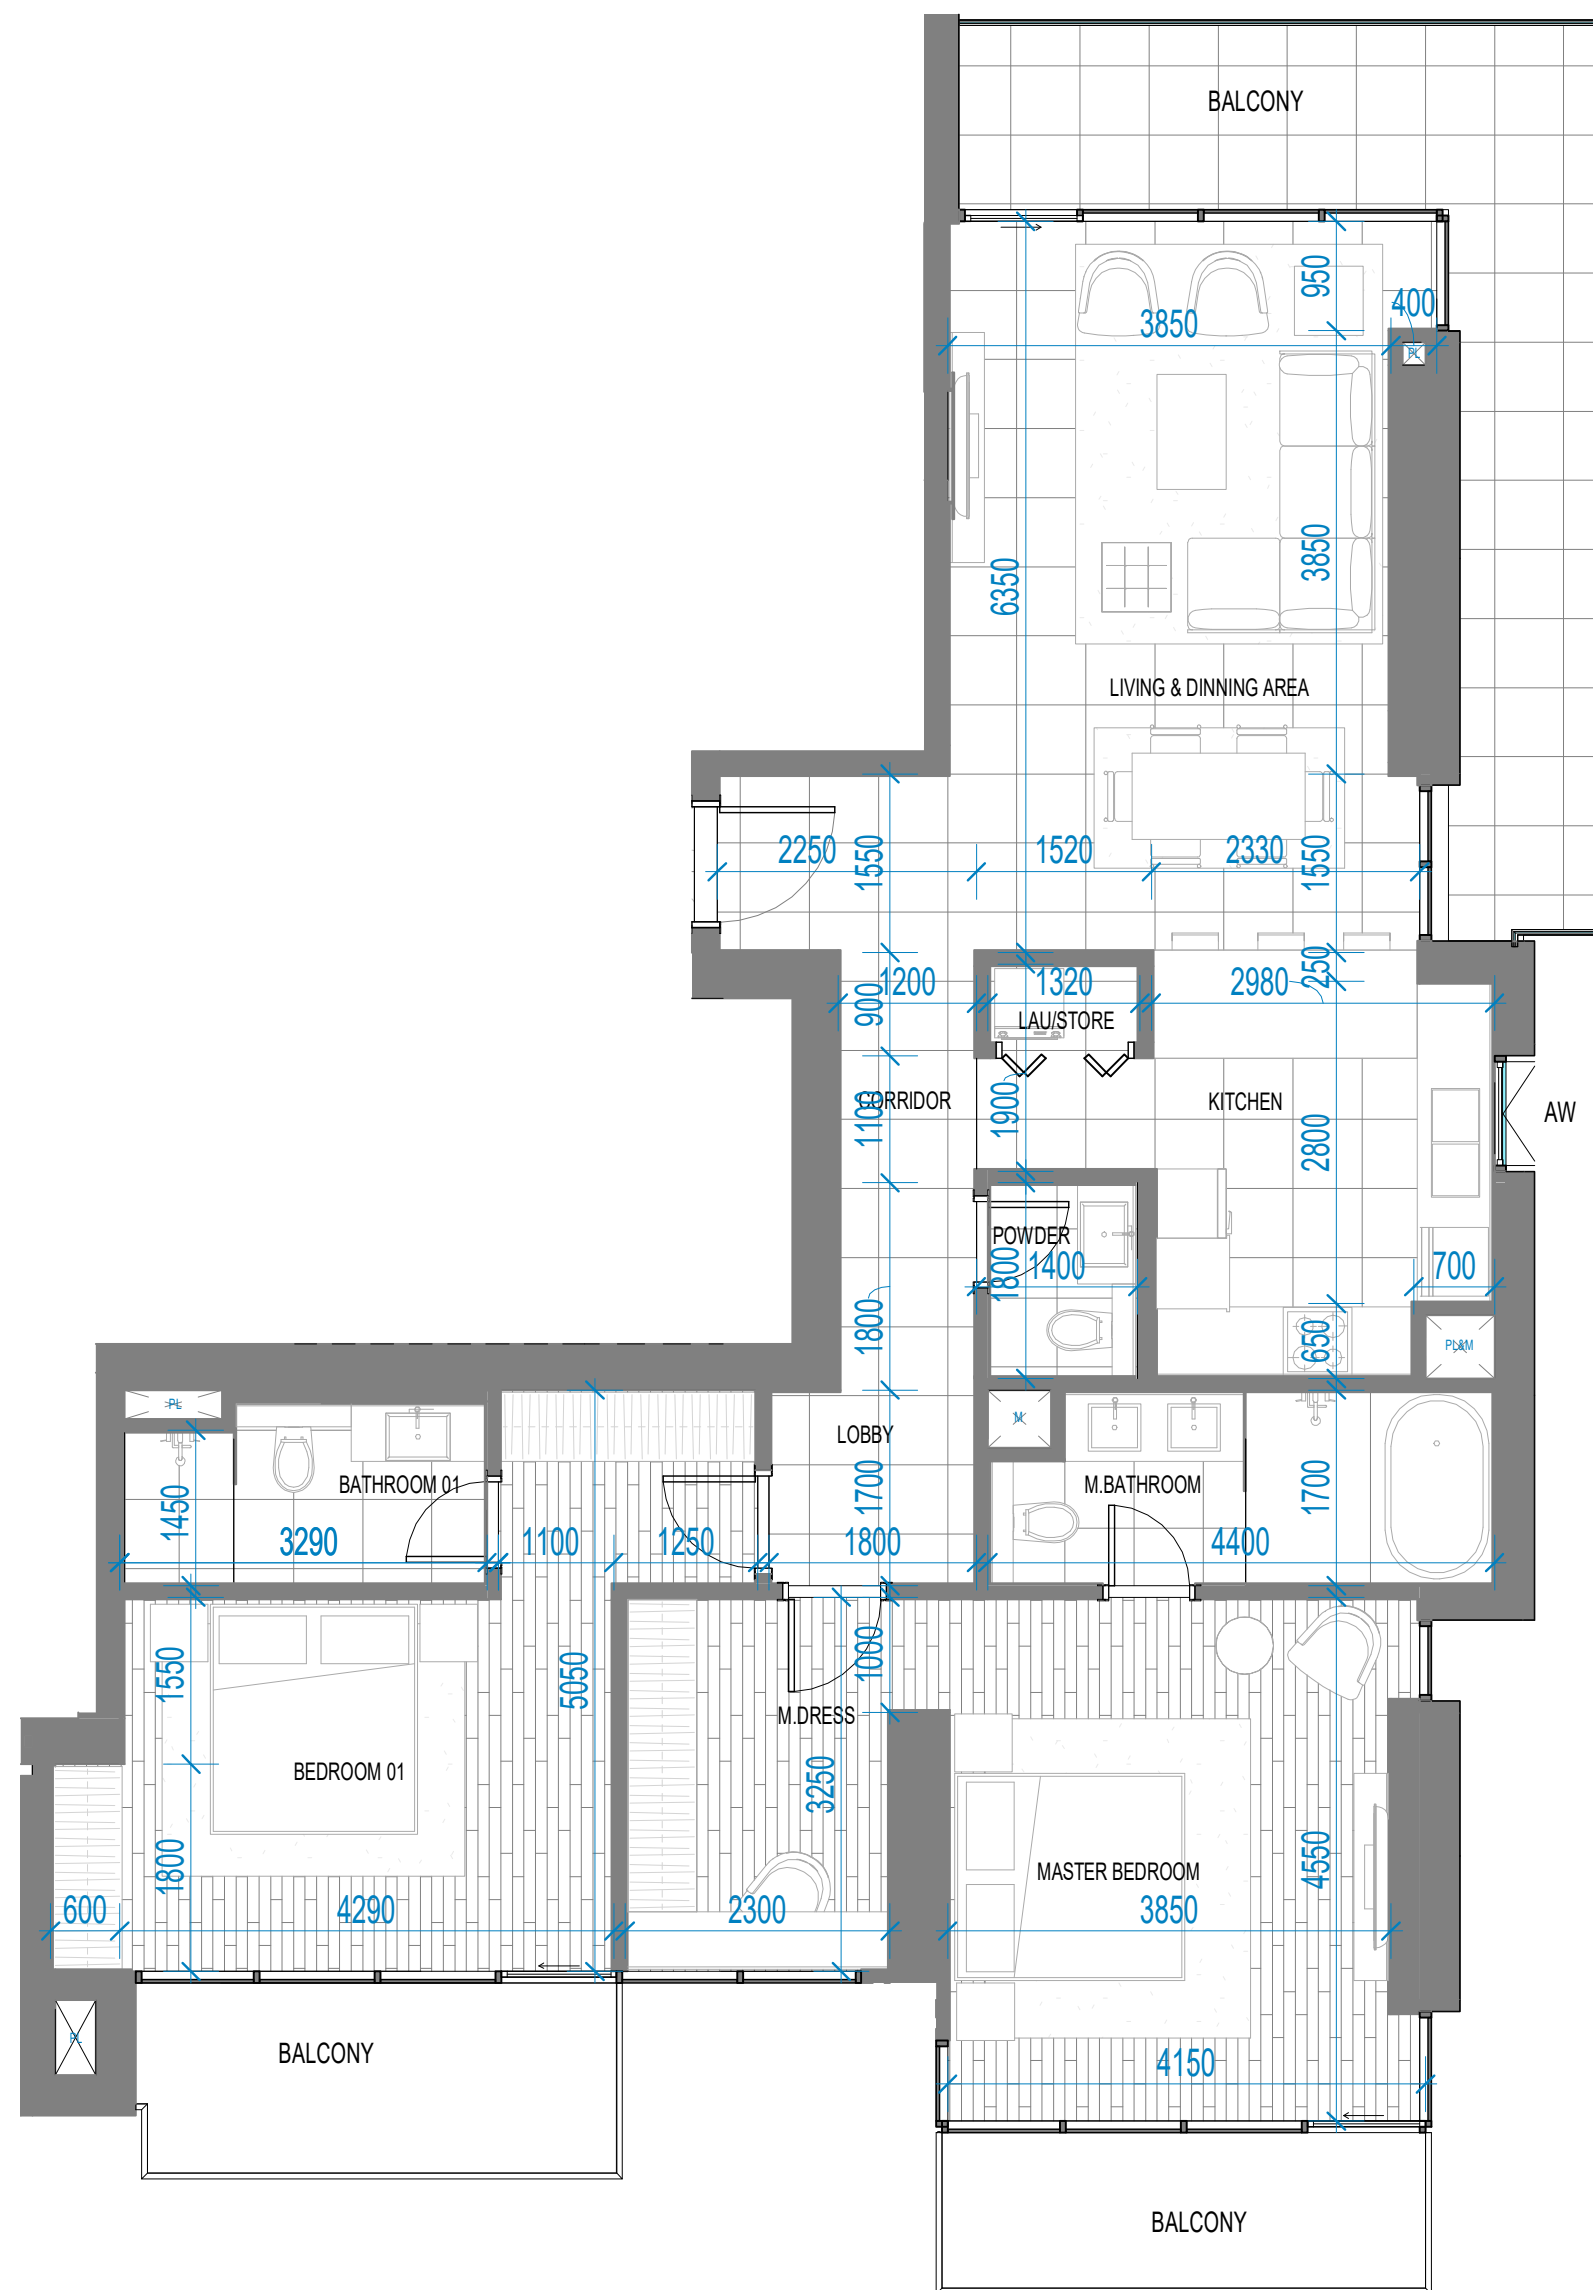 BALCONY
950
400
3850
PL
3850
6350
LIVING & DINNING AREA
2250
1550
1520
2330
1550
250
1200
1320
2980
900
LAU/STORE
CORRIDOR
1100
1900
KITCHEN
AW
2800
POWDER
1800
1400
700
1800
650
PL&M
PL
M
LOBBY
BATHROOM 01
M.BATHROOM
1450
1700
1700
3290
1100
1250
1800
4400
1550
5050
1000
M.DRESS
BEDROOM 01
3250
1800
MASTER BEDROOM
4550
600
4290
2300
3850
PL
BALCONY
4150
BALCONY